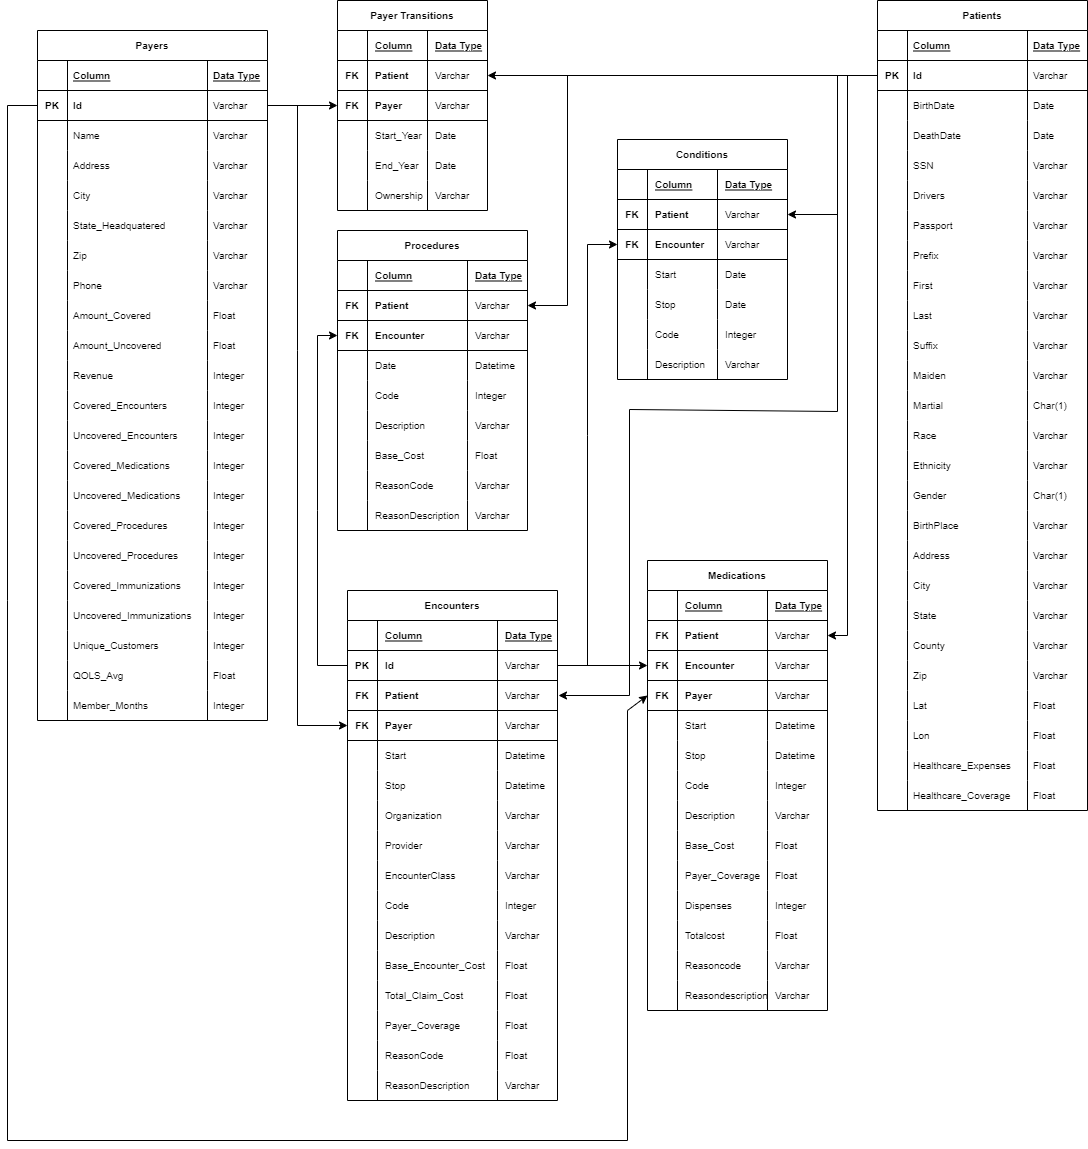 Payers
Column Data Type
PK Id Varchar
Name Varchar
Address Varchar
City Varchar
State_Headquatered Varchar
Zip Varchar
Phone Varchar
Amount_Covered Float
Amount_Uncovered Float
Revenue Integer
Covered_Encounters Integer
Uncovered_Encounters Integer
Covered_Medications Integer
Uncovered_Medications Integer
Covered_Procedures Integer
Uncovered_Procedures Integer
Covered_Immunizations Integer
Uncovered_Immunizations Integer
Unique_Customers Integer
QOLS_Avg Float
Member_Months Integer
Payer Transitions
Column Data Type
FK Patient Varchar
FK Payer Varchar
Start_Year Date
End_Year Date
Ownership Varchar
Procedures
Column Data Type
FK Patient Varchar
FK Encounter Varchar
Date Datetime
Code Integer
Description Varchar
Base_Cost Float
ReasonCode Varchar
ReasonDescription Varchar
Encounters
Column Data Type
PK Id Varchar
FK Patient Varchar
FK Payer Varchar
Start Datetime
Stop Datetime
Organization Varchar
Provider Varchar
EncounterClass Varchar
Code Integer
Description Varchar
Base_Encounter_Cost Float
Total_Claim_Cost Float
Payer_Coverage Float
ReasonCode Float
ReasonDescription Varchar
Conditions
Column Data Type
FK Patient Varchar
FK Encounter Varchar
Start Date
Stop Date
Code Integer
Description Varchar
Medications
Column Data Type
FK Patient Varchar
FK Encounter Varchar
FK Payer Varchar
Start Datetime
Stop Datetime
Code Integer
Description Varchar
Base_Cost Float
Payer_Coverage Float
Dispenses Integer
Totalcost Float
Reasoncode Varchar
Reasondescription Varchar
Patients
Column Data Type
PK Id Varchar
BirthDate Date
DeathDate Date
SSN Varchar
Drivers Varchar
Passport Varchar
Prefix Varchar
First Varchar
Last Varchar
Suffix Varchar
Maiden Varchar
Martial Char(1)
Race Varchar
Ethnicity Varchar
Gender Char(1)
BirthPlace Varchar
Address Varchar
City Varchar
State Varchar
County Varchar
Zip Varchar
Lat Float
Lon Float
Healthcare_Expenses Float
Healthcare_Coverage Float